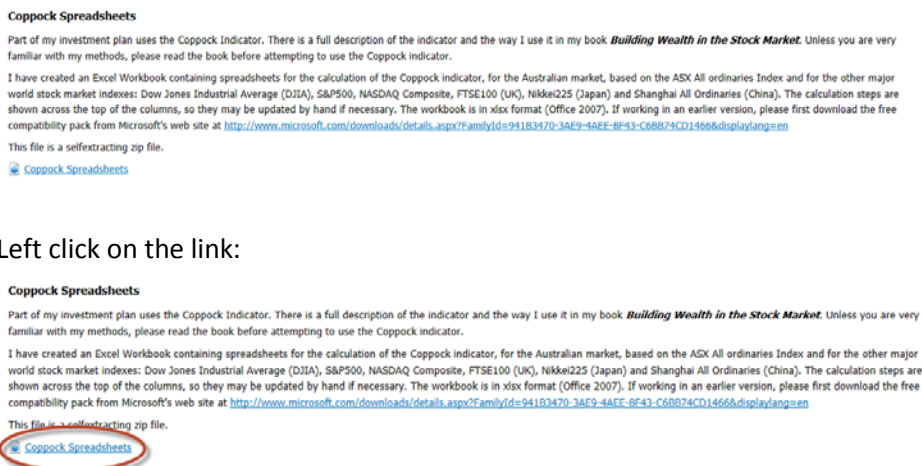 Coppock Spreadsheets
Part of my investment plan uses the Coppock Indicator. There is a full description of the indicator and the way I use it in my book Building Wealth in the Stock Market. Unless you are very
familiar with my methods, please read the book before attempting to use the Coppock indicator.
I have created an Excel Workbook containing spreadsheets for the calculation of the Coppock indicator, for the Australian market, based on the ASX All ordinaries Index and for the other major
world stock market indexes: Dow Jones Industrial Average (DJIA), S&P500, NASDAQ Composite, FTSE100 (UK), Nikkei225 (Japan) and Shanghai All Ordinaries (China). The calculation steps are
shown across the top of the columns, so they may be updated by hand if necessary. The workbook is in xlsx format (Office 2007). If working in an earlier version, please first download the free
compatibility pack from Microsoft's web site at http://www.microsoft.com/downloads/details.aspx?FamilyId=941B3470-3AE9-4AEE-8F43-C6BB74CD1466&displaylang=en
This file is a selfextracting zip file.
Coppock Spreadsheets
Left click on the link:
Coppock Spreadsheets
Part of my investment plan uses the Coppock Indicator. There is a full description of the indicator and the way I use it in my book Building Wealth in the Stock Market. Unless you are very
familiar with my methods, please read the book before attempting to use the Coppock indicator.
I have created an Excel Workbook containing spreadsheets for the calculation of the Coppock indicator, for the Australian market, based on the ASX All ordinaries Index and for the other major
world stock market indexes: Dow Jones Industrial Average (DJIA), S&P500, NASDAQ Composite, FTSE100 (UK), Nikkei225 (Japan) and Shanghai All Ordinaries (China). The calculation steps are
shown across the top of the columns, so they may be updated by hand if necessary. The workbook is in xlsx format (Office 2007). If working in an earlier version, please first download the free
compatibility pack from Microsoft's web site at http://www.microsoft.com/downloads/details.aspx?FamilyId=941B3470-3AE9-4AEE-8F43-C6BB74CD1466&displaylang=en
This file is a selfextracting zip file.
Coppock Spreadsheets